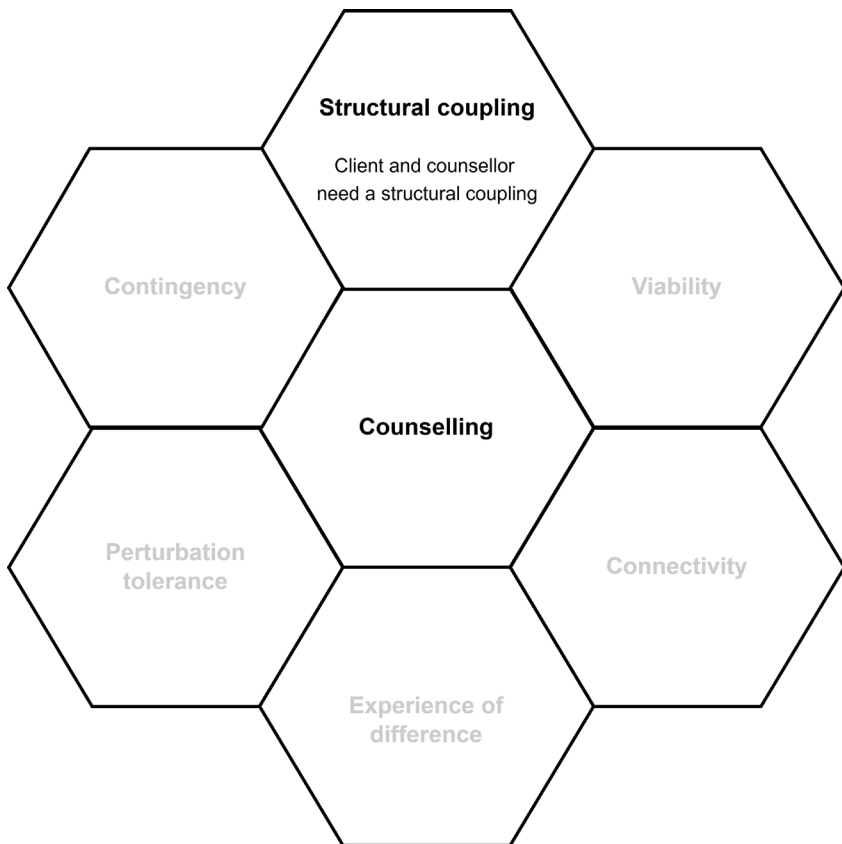 Structural coupling
Client and counsellor
need a structural coupling
Contingency
Viability
Counselling
Perturbation
tolerance
Connectivity
Experience of
difference